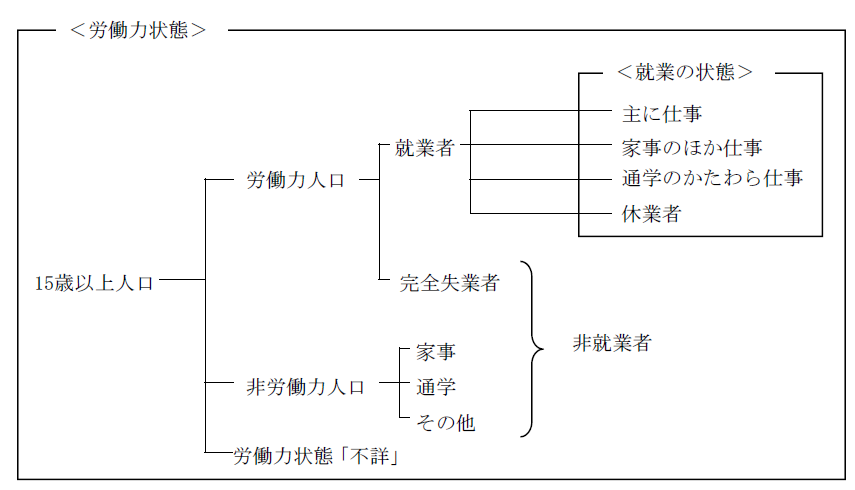 ＜労働力状態＞
＜就業の状態＞
主に仕事
就業者
家事のほか仕事
労働力人口
通学のかたわら仕事
休業者
15歳以上人口
完全失業者
非就業者
家事
非労働力人口
通学
その他
労働力状態「不詳」